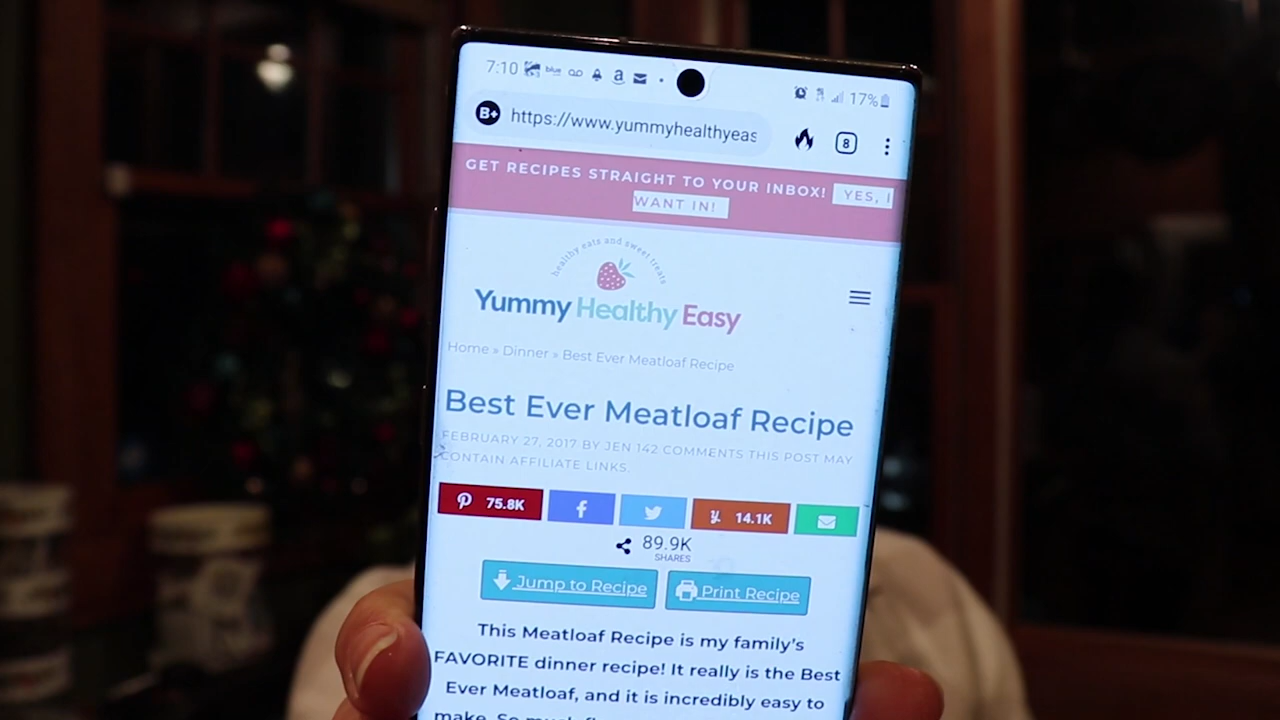 7:10 blue a 17%
B+ https://www.yummyhealthyeas 8
GET RECIPES STRAIGHT TO YOUR INBOX! YES, I
WANT IN!
healthy eats and sweet treats
Yummy Healthy Easy
Home » Dinner » Best Ever Meatloaf Recipe
Best Ever Meatloaf Recipe
FEBRUARY 27, 2017 BY JEN 142 COMMENTS THIS POST MAY
CONTAIN AFFILIATE LINKS.
75.8K 14.1K
89.9K
SHARES
Jump to Recipe Print Recipe
This Meatloaf Recipe is my family's
FAVORITE dinner recipe! It really is the Best
Ever Meatloaf, and it is incredibly easy to
make. So much